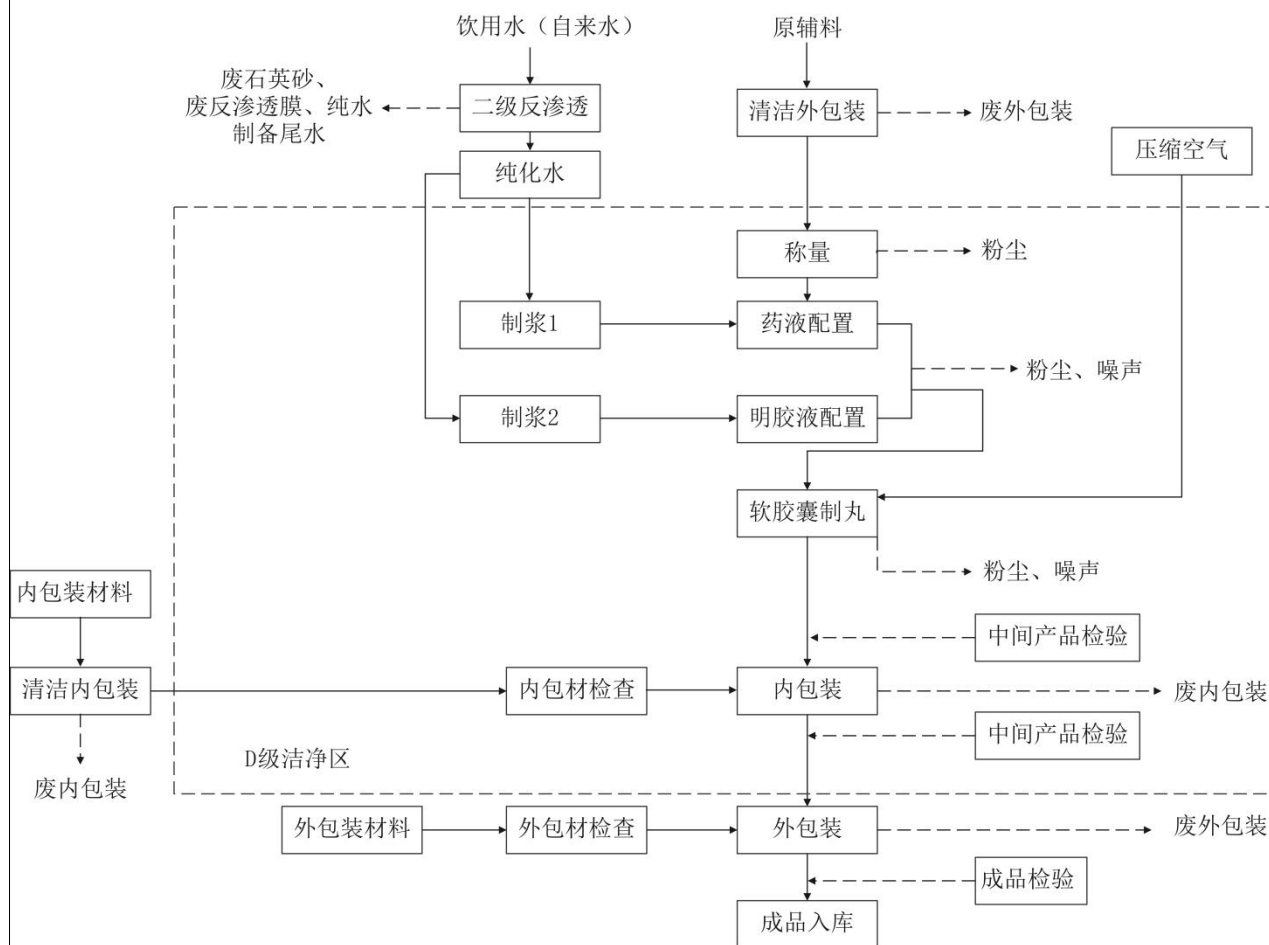 饮用水（自来水）
原辅料
废石英砂、
废反渗透膜、纯水
制备尾水
二级反渗透
清洁外包装
废外包装
压缩空气
纯化水
称量
粉尘
制浆1
药液配置
粉尘、噪声
制浆2
明胶液配置
软胶囊制丸
粉尘、噪声
内包装材料
中间产品检验
清洁内包装
内包材检查
内包装
废内包装
中间产品检验
D级洁净区
废内包装
外包装材料
外包材检查
外包装
废外包装
成品检验
成品入库